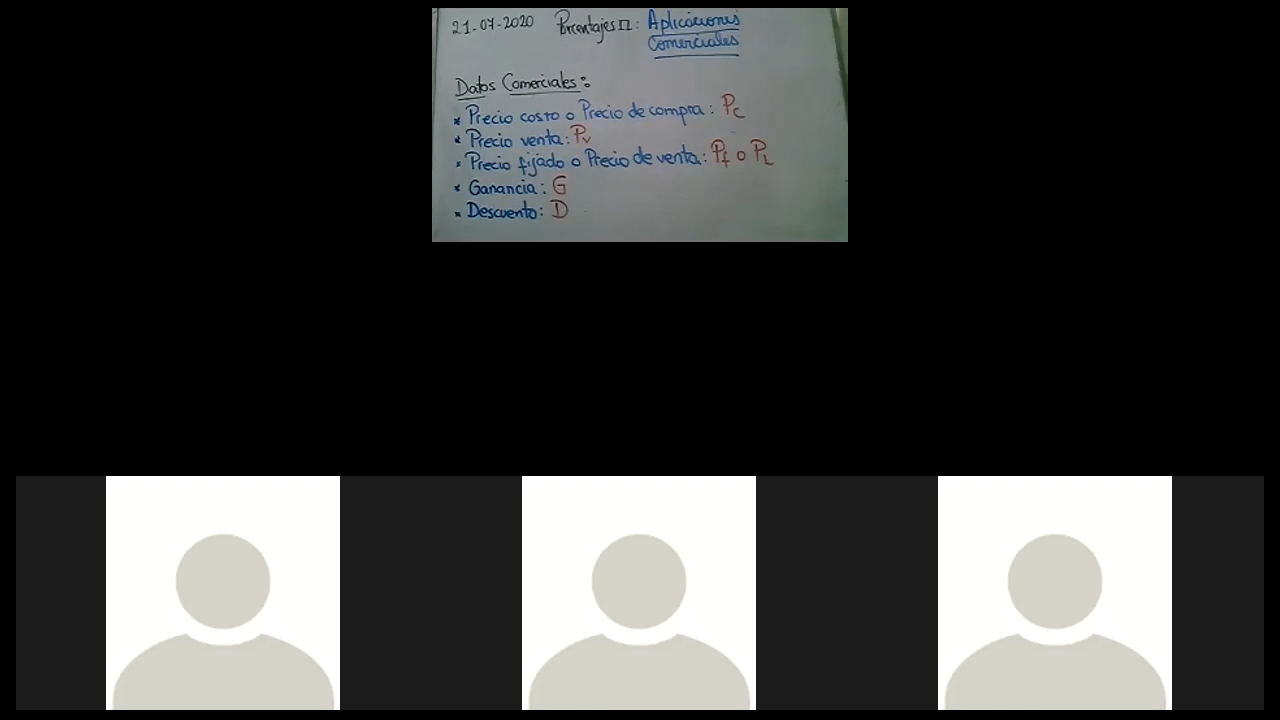 21-07-2020 Porcentajes II: Aplicaciones
Comerciales
Datos Comerciales:
* Precio costo o Precio de compra: Pc
* Precio venta: Pv
* Precio fijado o Precio de venta: Pf o PL
* Ganancia: G
* Descuento: D